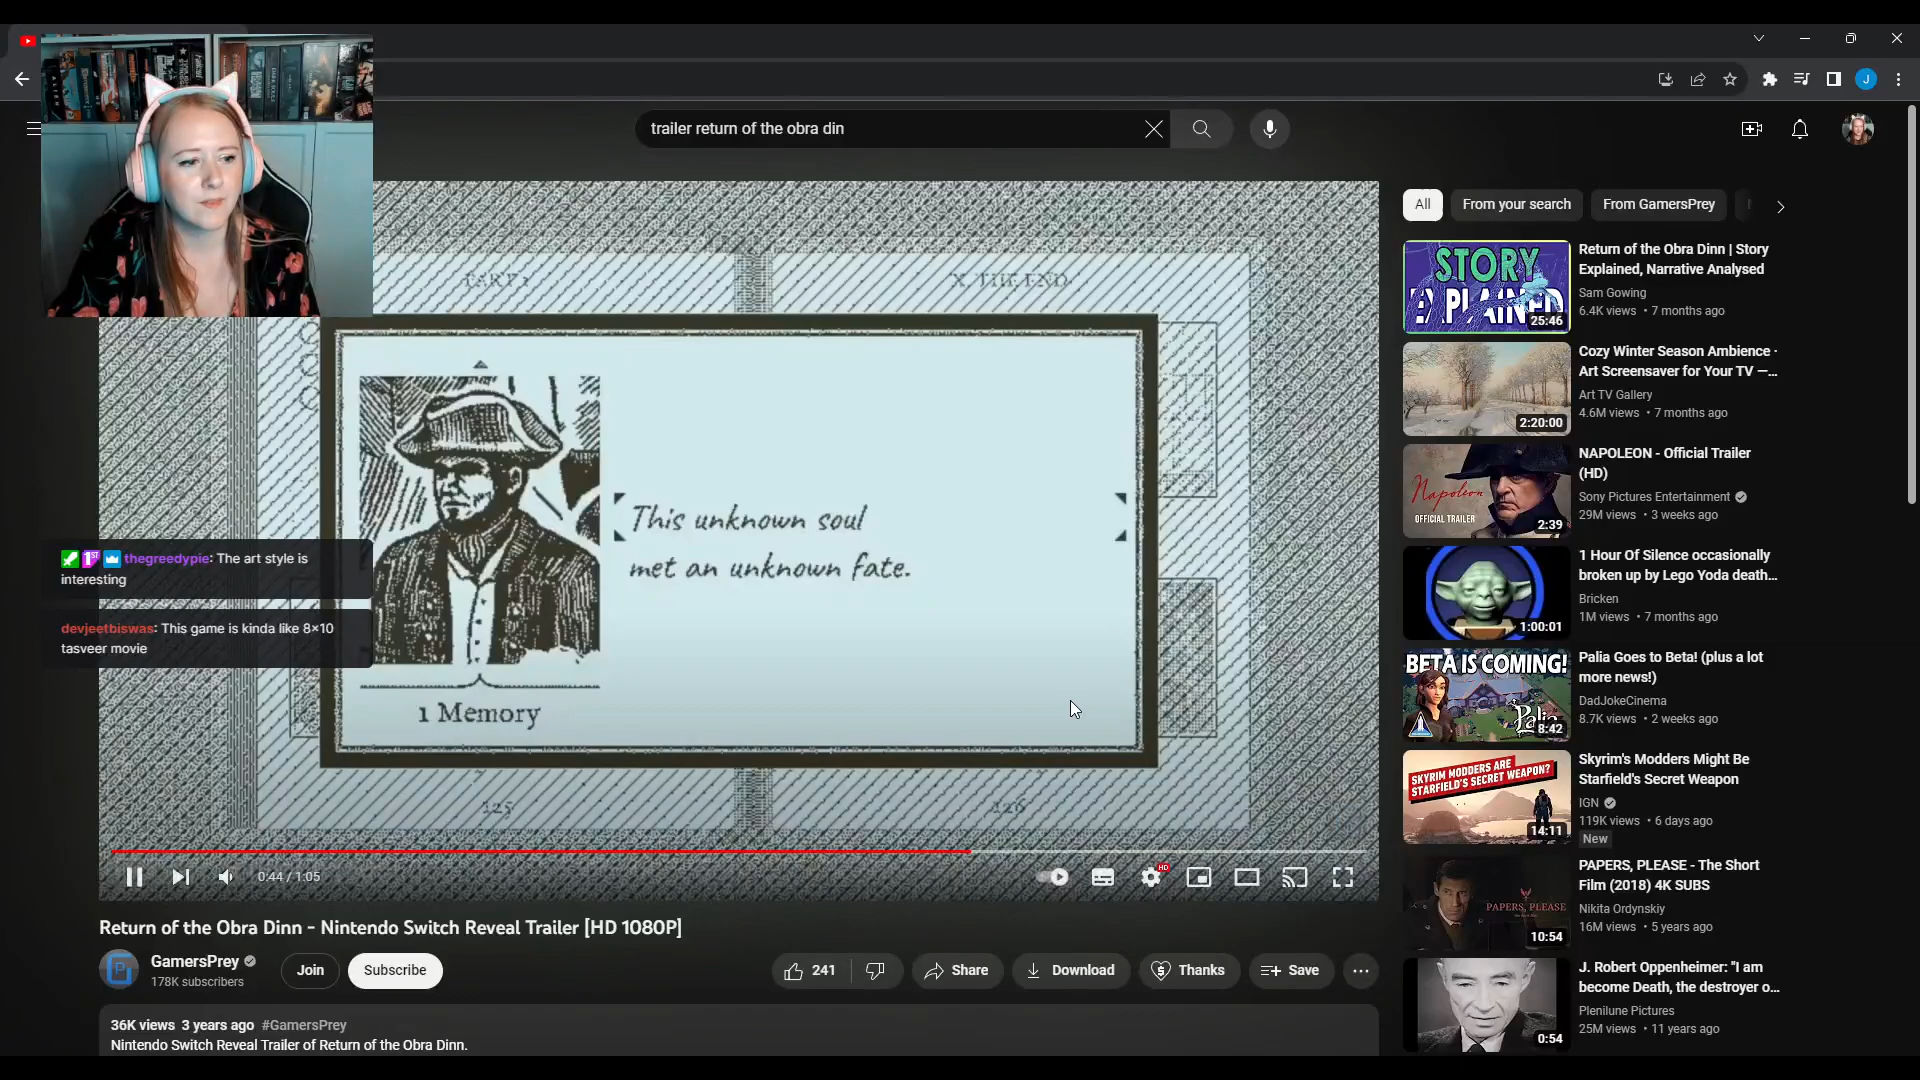 trailer return of the obra din
J
PART 1
X. THE END
This unknown soul
met an unknown fate.
1 Memory
125
126
thegreedypie: The art style is
interesting
devjeetbiswas: This game is kinda like 8×10
tasveer movie
0:44 / 1:05
HD
Return of the Obra Dinn - Nintendo Switch Reveal Trailer [HD 1080P]
GamersPrey
178K subscribers
Join
Subscribe
241
Share
Download
Thanks
Save
36K views 3 years ago #GamersPrey
Nintendo Switch Reveal Trailer of Return of the Obra Dinn.
All
From your search
From GamersPrey
STORY
EXPLAINED
25:46
Return of the Obra Dinn | Story
Explained, Narrative Analysed
Sam Gowing
6.4K views • 7 months ago
2:20:00
Cozy Winter Season Ambience ·
Art Screensaver for Your TV —...
Art TV Gallery
4.6M views • 7 months ago
Napoleon
OFFICIAL TRAILER
2:39
NAPOLEON - Official Trailer
(HD)
Sony Pictures Entertainment
29M views • 3 weeks ago
1:00:01
1 Hour Of Silence occasionally
broken up by Lego Yoda death...
Bricken
1M views • 7 months ago
BETA IS COMING!
Palia
8:42
Palia Goes to Beta! (plus a lot
more news!)
DadJokeCinema
8.7K views • 2 weeks ago
SKYRIM MODDERS ARE
STARFIELD'S SECRET WEAPON?
14:11
Skyrim's Modders Might Be
Starfield's Secret Weapon
IGN
119K views • 6 days ago
New
PAPERS, PLEASE
10:54
PAPERS, PLEASE - The Short
Film (2018) 4K SUBS
Nikita Ordynskiy
16M views • 5 years ago
0:54
J. Robert Oppenheimer: "I am
become Death, the destroyer o...
Plenilune Pictures
25M views • 11 years ago